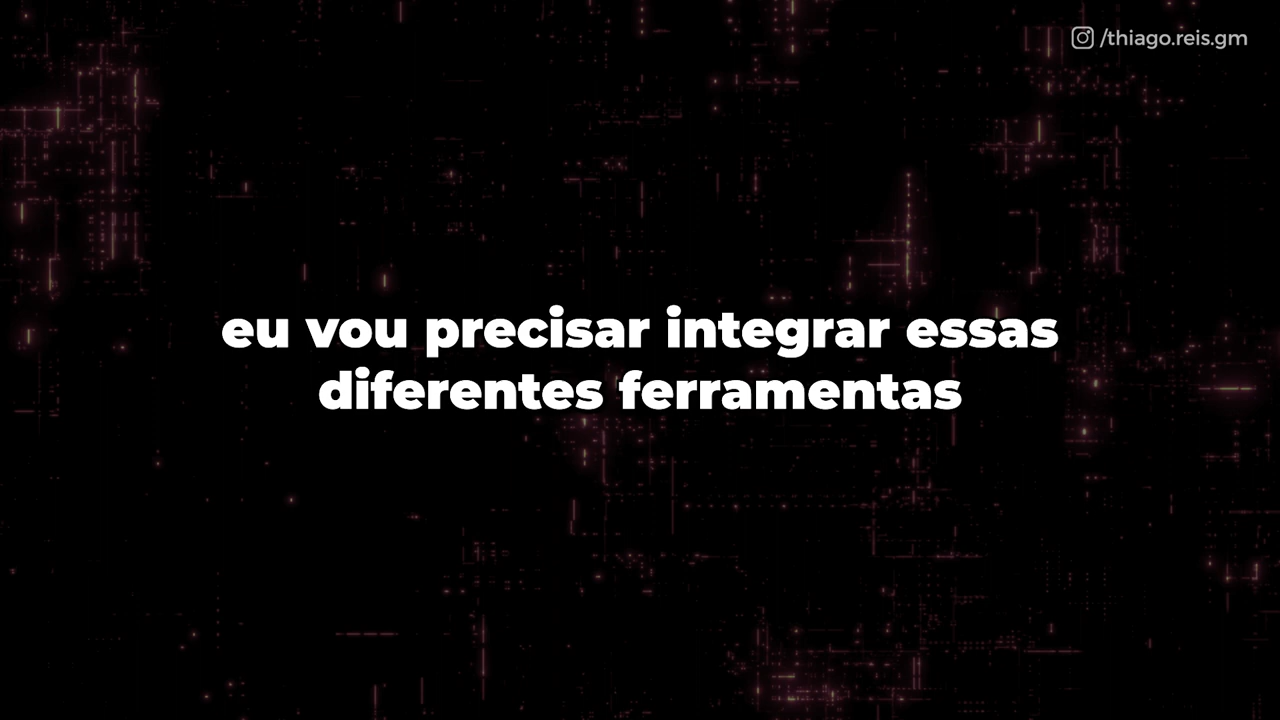 /thiago.reis.gm
eu vou precisar integrar essas
diferentes ferramentas